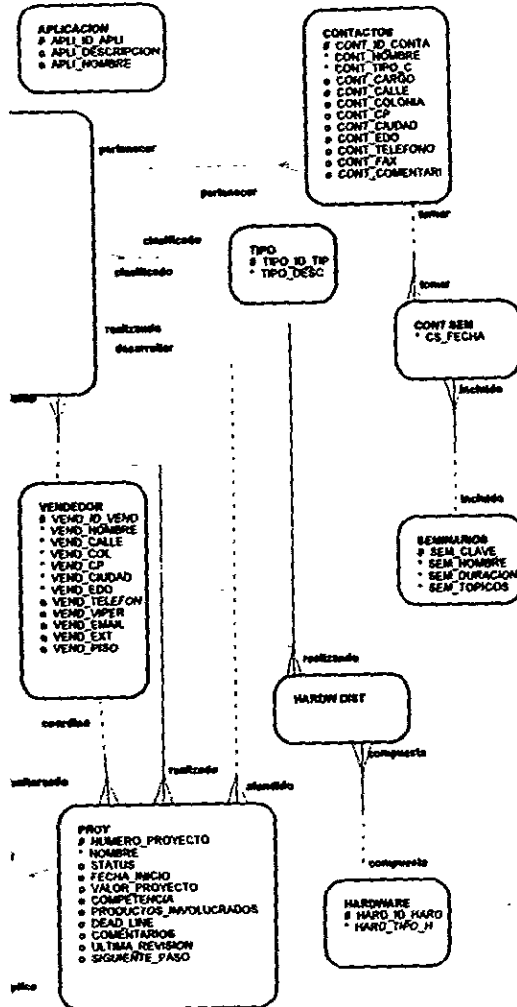 APLICACION
# APLI_ID_APLI
o APLI_DESCRIPCION
o APLI_NOMBRE
CONTACTOS
# CONT_ID_CONTA
* CONT_NOMBRE
* CONT_TIPO_C
o CONT_CARGO
o CONT_CALLE
o CONT_COLONIA
o CONT_CP
o CONT_CIUDAD
o CONT_EDO
o CONT_TELEFONO
o CONT_FAX
o CONT_COMENTARI
pertenecer
pertenecer
clasificado
clasificado
TIPO
# TIPO_ID_TIP
* TIPO_DESC
tomar
tomar
CONT SEM
* CS_FECHA
realizando
desarrollar
incluido
incluido
VENDEDOR
# VEND_ID_VEND
* VEND_NOMBRE
* VEND_CALLE
* VEND_COL
* VEND_CP
* VEND_CIUDAD
* VEND_EDO
o VEND_TELEFON
o VEND_VIPER
o VEND_EMAIL
o VEND_EXT
o VEND_PISO
SEMINARIOS
# SEM_CLAVE
* SEM_NOMBRE
* SEM_DURACION
* SEM_TOPICOS
realizando
HARDW DIST
coordina
compuesta
realizado
atendido
PROY
# NUMERO_PROYECTO
* NOMBRE
o STATUS
o FECHA_INICIO
o VALOR_PROYECTO
o COMPETENCIA
o PRODUCTOS_INVOLUCRADOS
o DEAD_LINE
o COMENTARIOS
o ULTIMA_REVISION
o SIGUIENTE_PASO
compuesta
HARDWARE
# HARD_ID_HARD
* HARD_TIPO_H